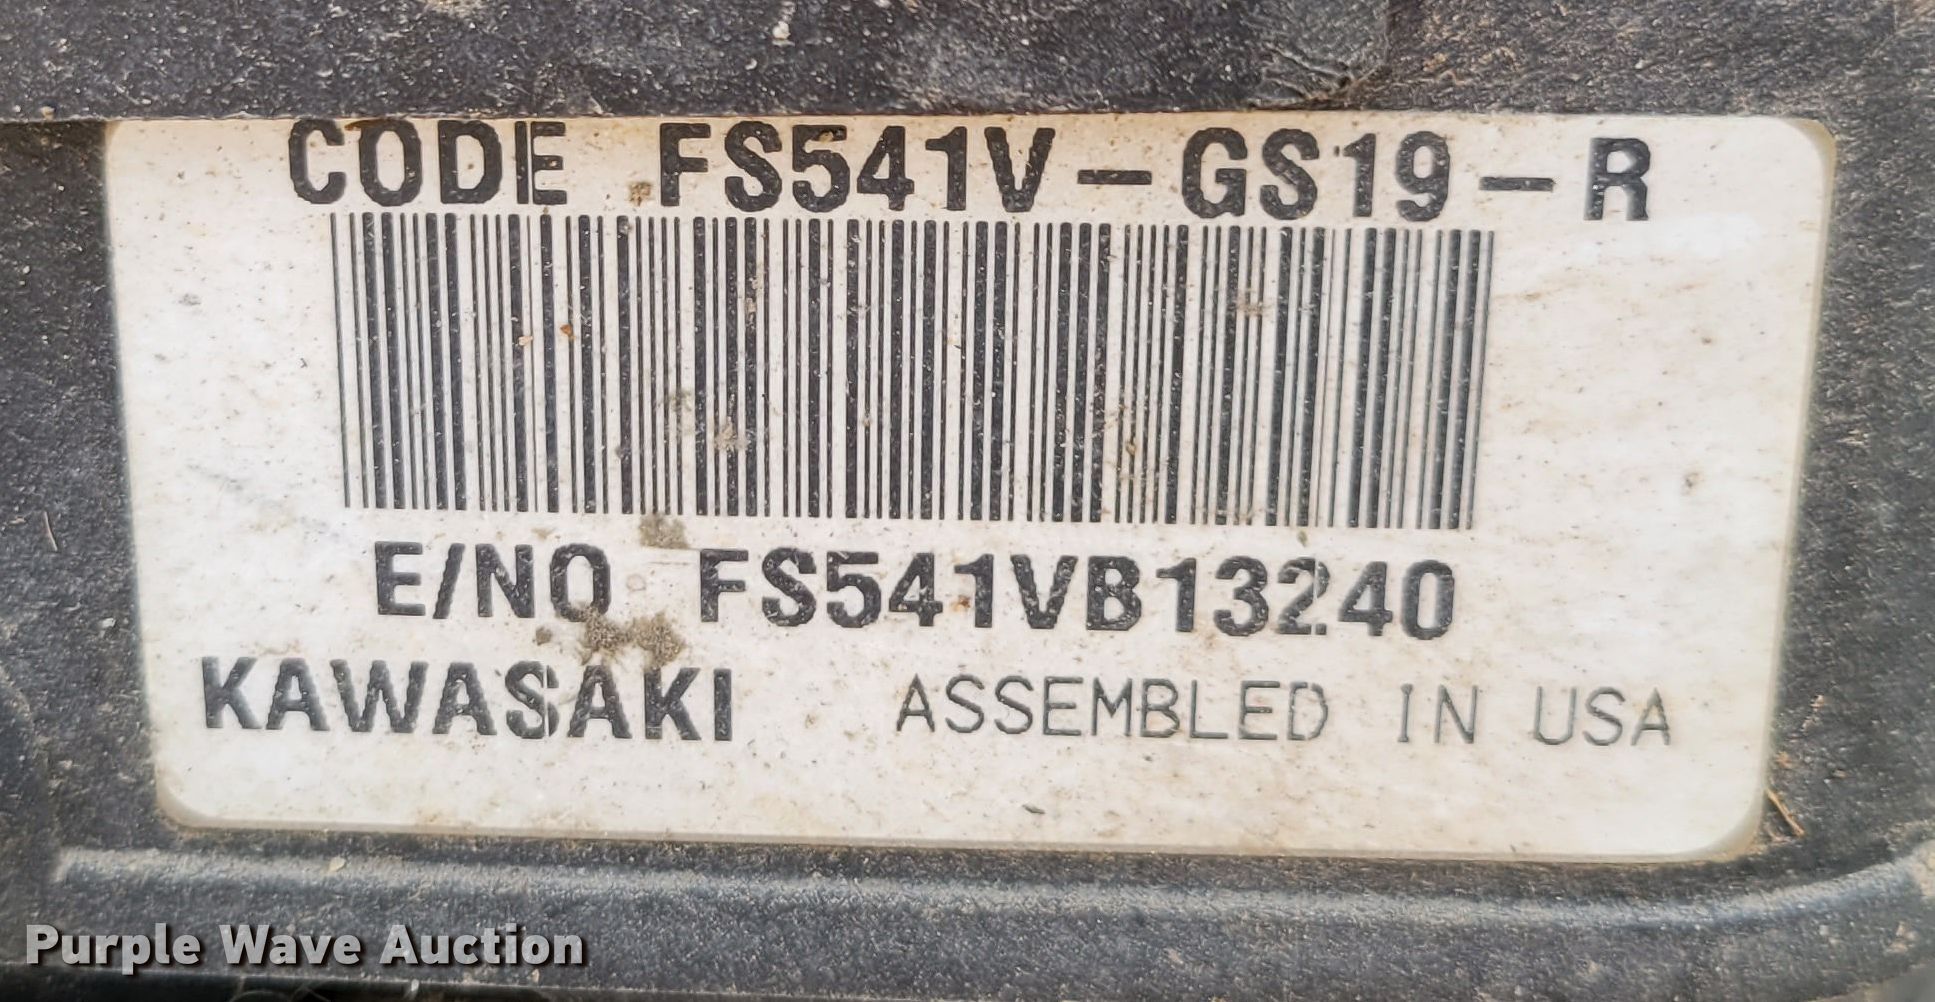 CODE FS541V-GS19-R
E/NO FS541VB13240
KAWASAKI ASSEMBLED IN USA
Purple Wave Auction